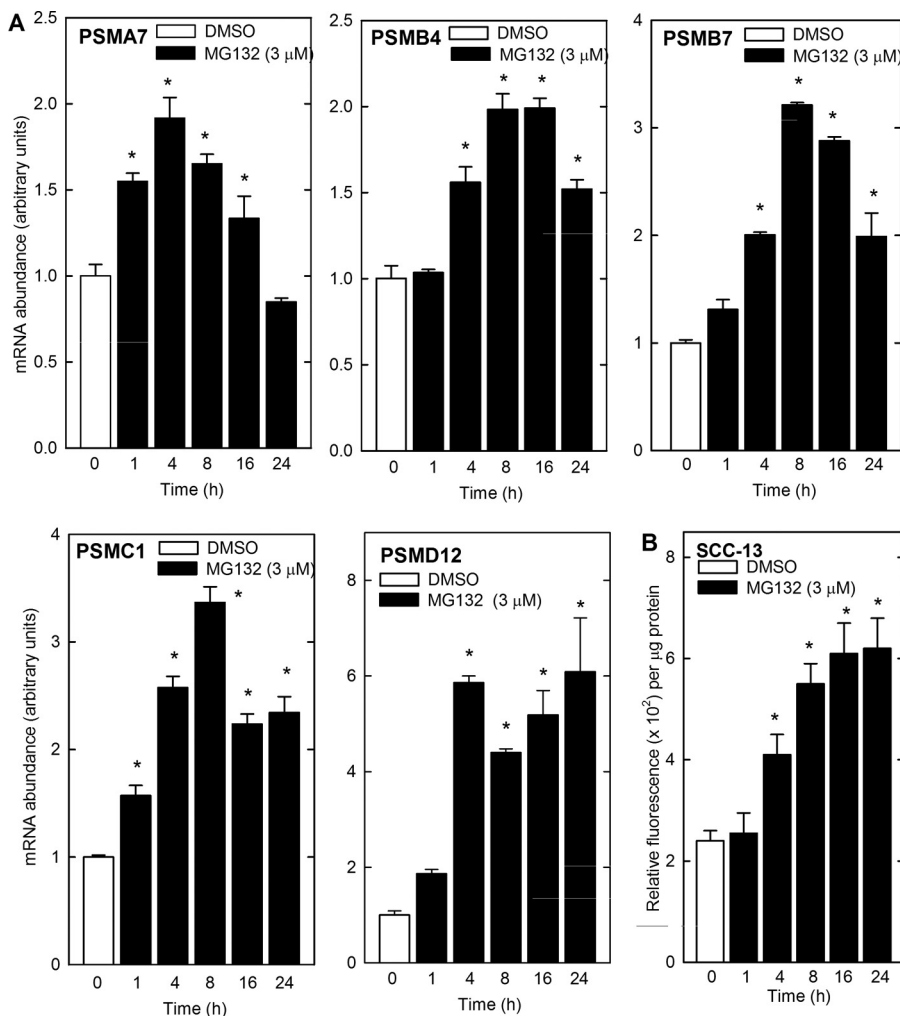 A
PSMA7
DMSO
MG132 (3 μM)
mRNA abundance (arbitrary units)
2.5
2.0
1.5
1.0
0.5
0.0
* * * *
0 1 4 8 16 24
Time (h)
PSMB4
DMSO
MG132 (3 μM)
2.5
2.0
1.5
1.0
0.5
0.0
* * * *
0 1 4 8 16 24
Time (h)
PSMB7
DMSO
MG132 (3 μM)
4
3
2
1
0
* * * *
0 1 4 8 16 24
Time (h)
PSMC1
DMSO
MG132 (3 μM)
mRNA abundance (arbitrary units)
4
3
2
1
0
* * * * *
0 1 4 8 16 24
Time (h)
PSMD12
DMSO
MG132 (3 μM)
8
6
4
2
0
* * * *
0 1 4 8 16 24
Time (h)
B
SCC-13
DMSO
MG132 (3 μM)
Relative fluorescence (x 10²) per μg protein
8
6
4
2
0
* * * *
0 1 4 8 16 24
Time (h)